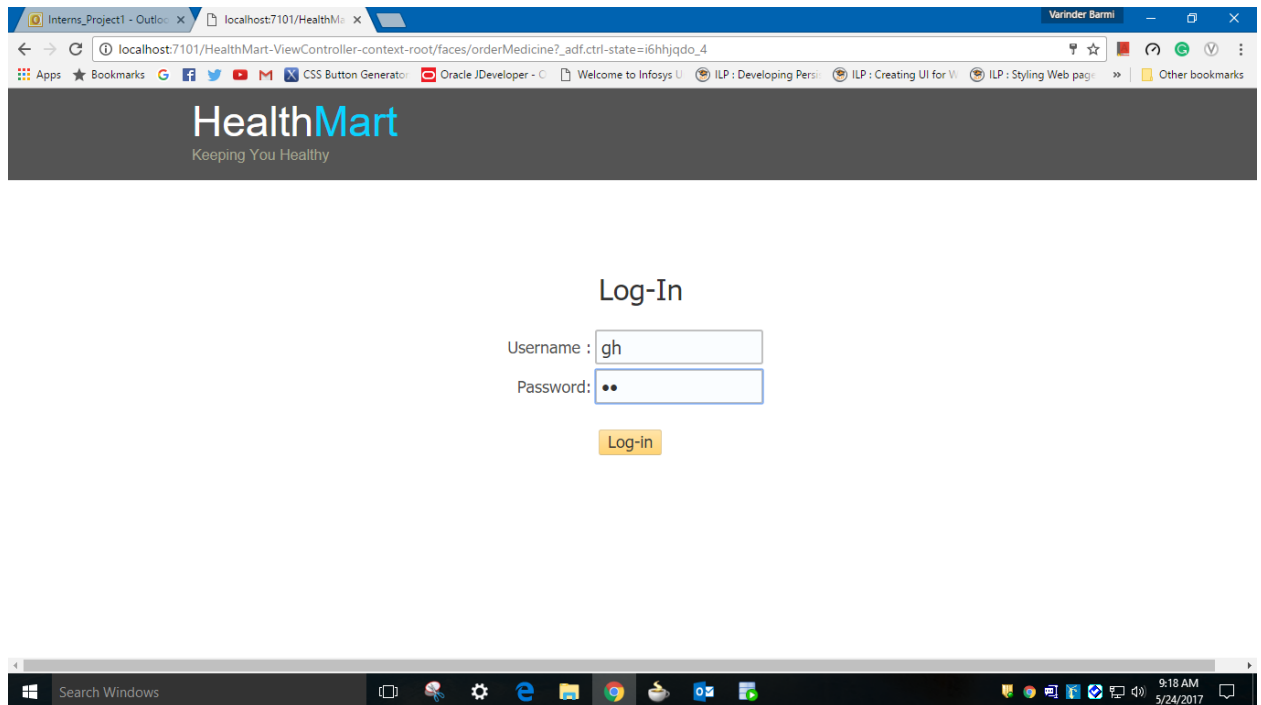 Interns_Project1 - Outloo
localhost:7101/HealthMa
Varinder Barmi
localhost:7101/HealthMart-ViewController-context-root/faces/orderMedicine?_adf.ctrl-state=i6hhjqdo_4
Apps Bookmarks CSS Button Generator Oracle JDeveloper - O Welcome to Infosys U ILP : Developing Persi ILP : Creating UI for W ILP : Styling Web page » Other bookmarks
HealthMart
Keeping You Healthy
Log-In
Username : gh
Password: ••
Log-in
Search Windows
9:18 AM
5/24/2017